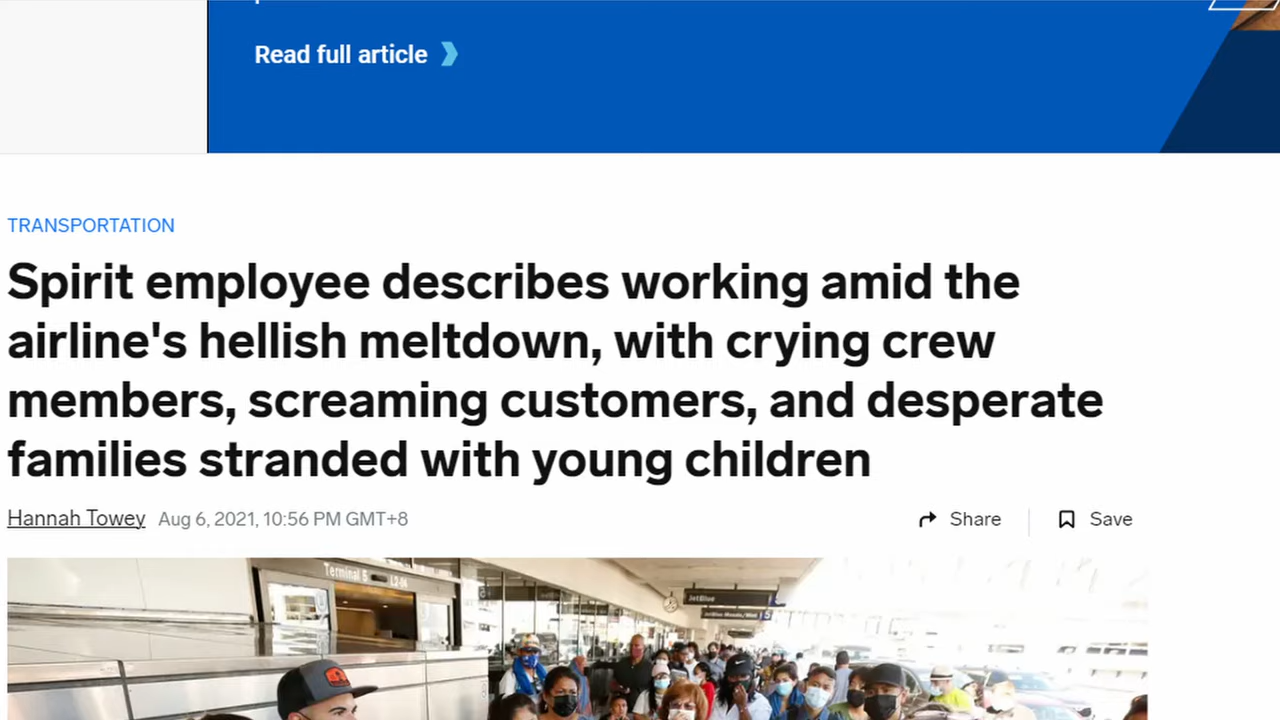 Read full article
TRANSPORTATION
Spirit employee describes working amid the
airline's hellish meltdown, with crying crew
members, screaming customers, and desperate
families stranded with young children
Hannah Towey Aug 6, 2021, 10:56 PM GMT+8 Share Save
Terminal 5
JetBlue